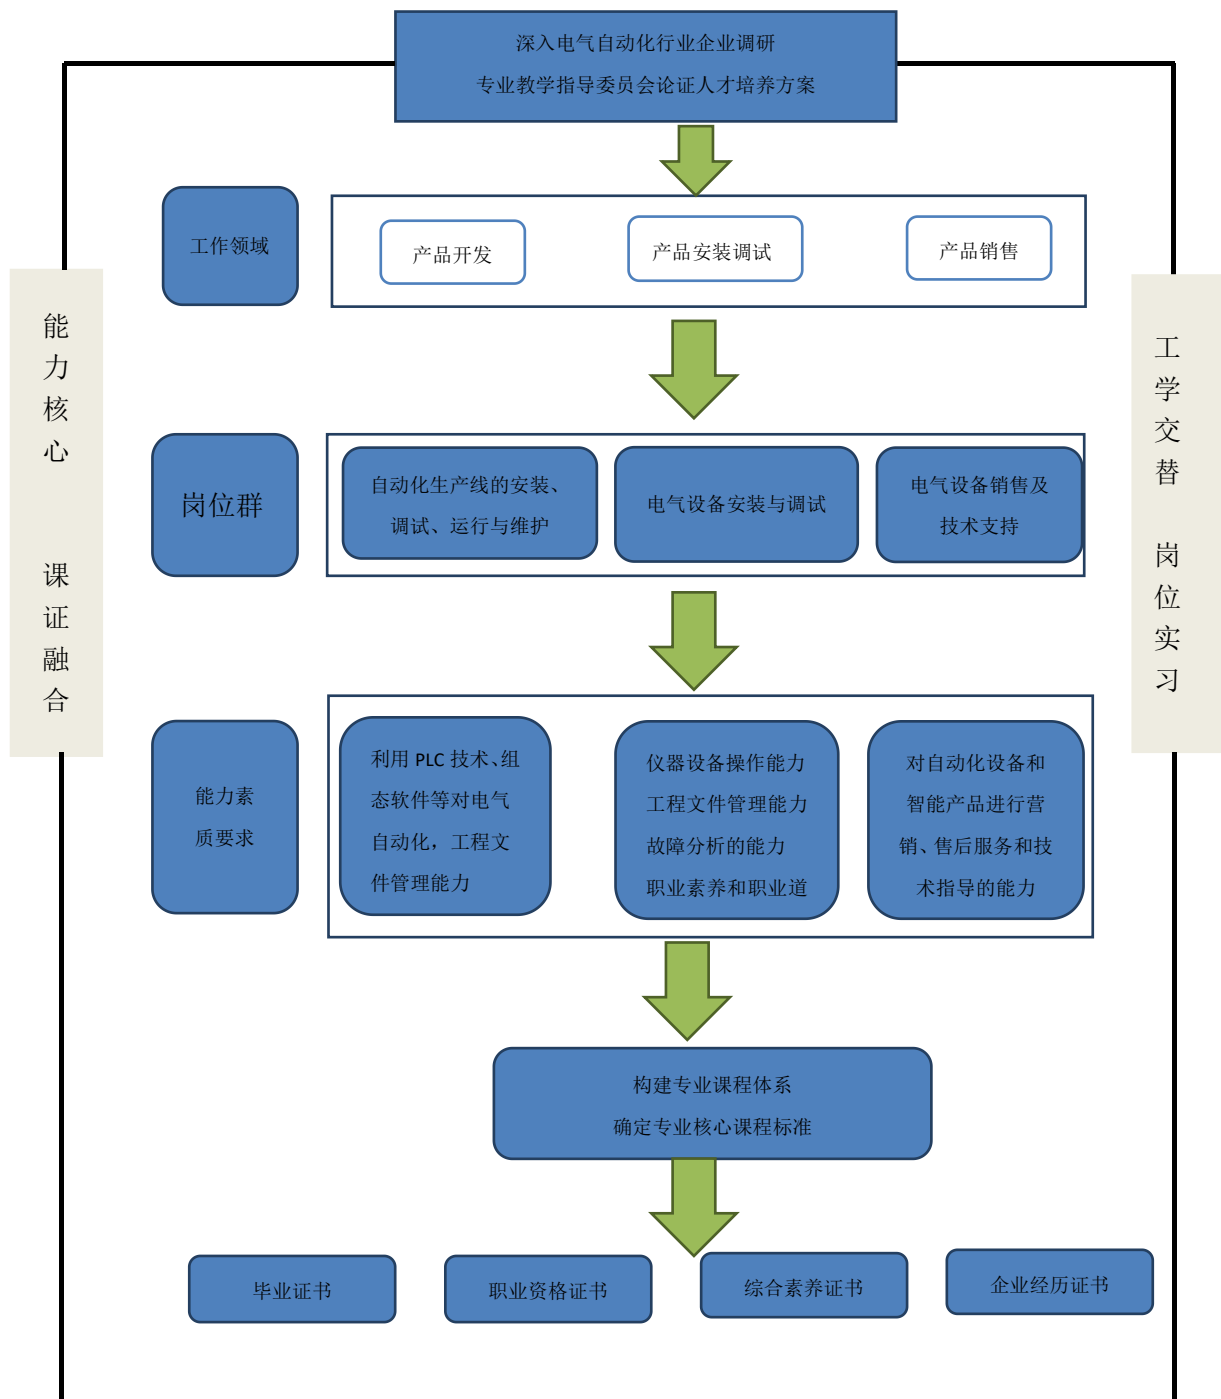 深入电气自动化行业企业调研
专业教学指导委员会论证人才培养方案
工作领域
产品开发
产品安装调试
产品销售
能力核心 课证融合
工学交替 岗位实习
岗位群
自动化生产线的安装、
调试、运行与维护
电气设备安装与调试
电气设备销售及
技术支持
能力素
质要求
利用 PLC 技术、组
态软件等对电气
自动化，工程文
件管理能力
仪器设备操作能力
工程文件管理能力
故障分析的能力
职业素养和职业道
对自动化设备和
智能产品进行营
销、售后服务和技
术指导的能力
构建专业课程体系
确定专业核心课程标准
毕业证书
职业资格证书
综合素养证书
企业经历证书